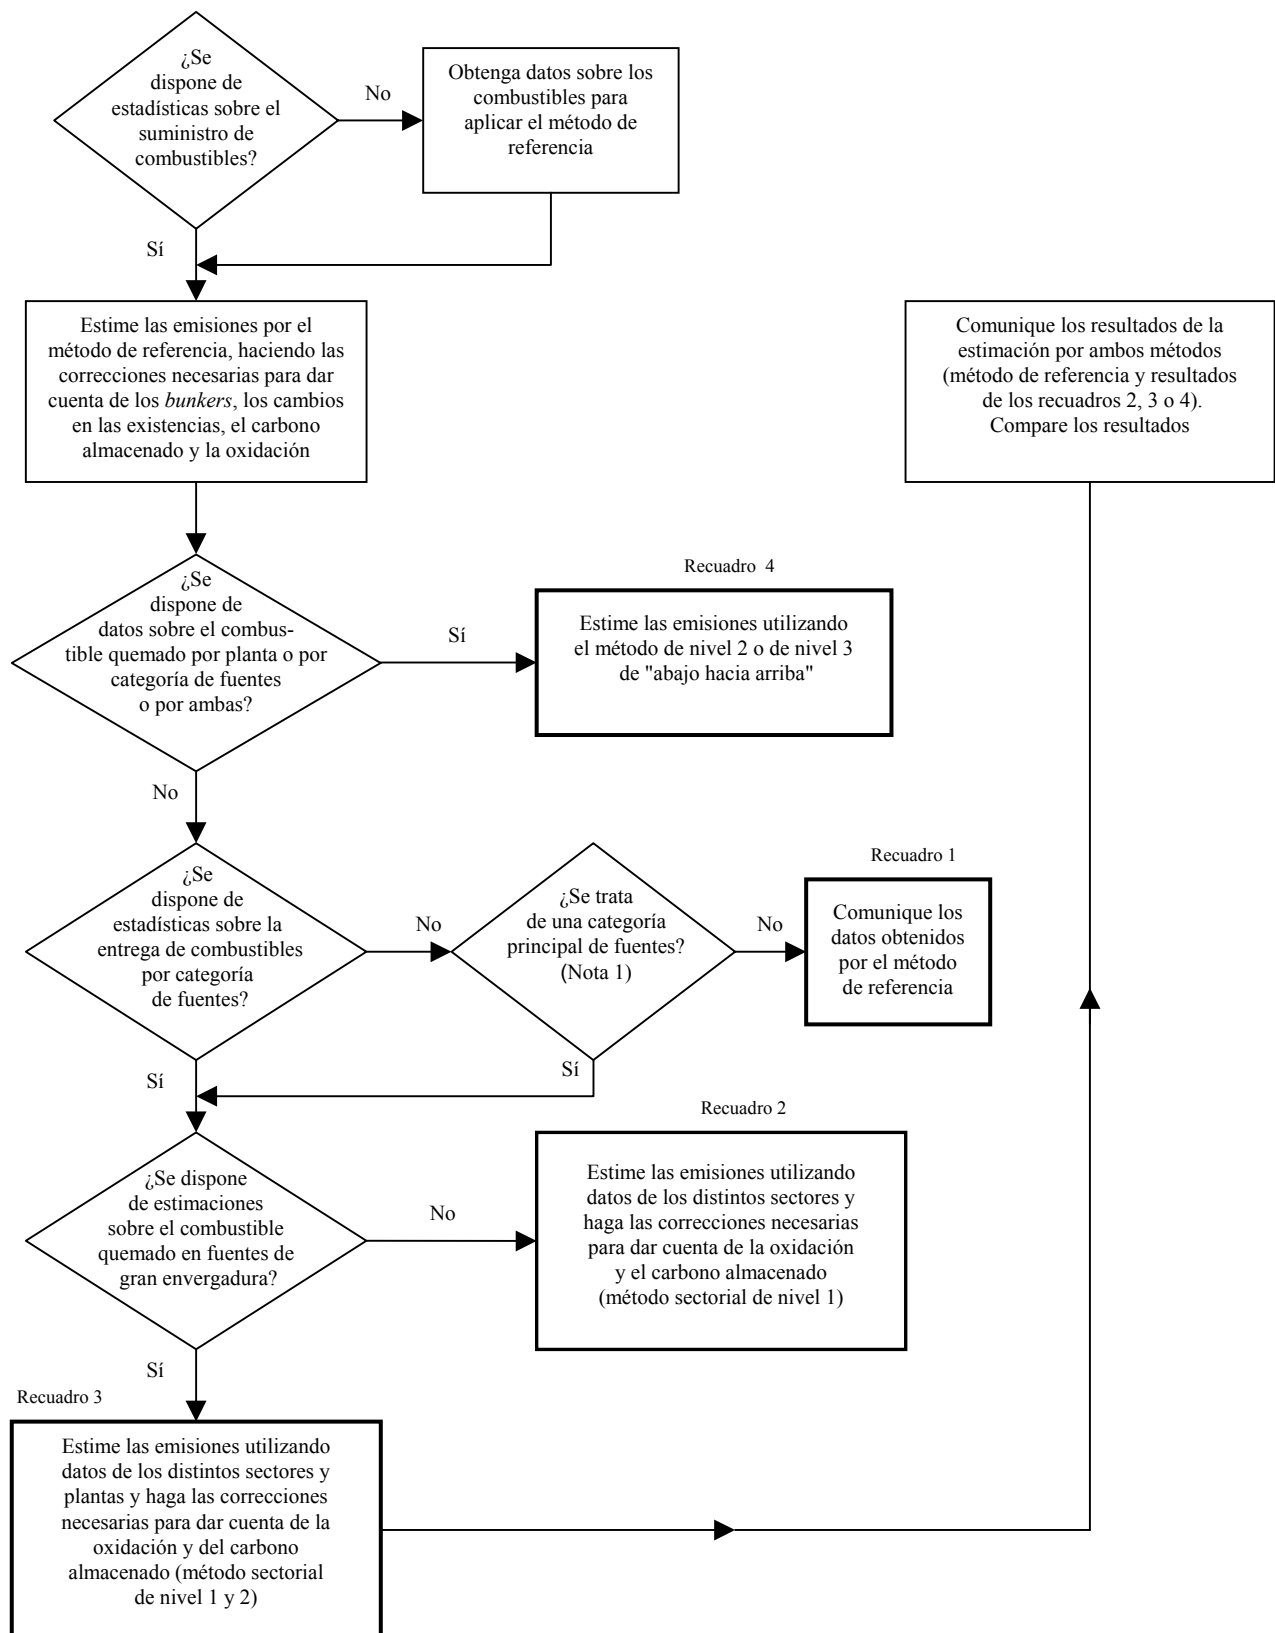 ¿Se
dispone de
estadísticas sobre el
suministro de
combustibles?
No
Obtenga datos sobre los
combustibles para
aplicar el método de
referencia
Sí
Estime las emisiones por el
método de referencia, haciendo las
correcciones necesarias para dar
cuenta de los bunkers, los cambios
en las existencias, el carbono
almacenado y la oxidación
Comunique los resultados de la
estimación por ambos métodos
(método de referencia y resultados
de los recuadros 2, 3 o 4).
Compare los resultados
¿Se
dispone de
datos sobre el combus-
tible quemado por planta o por
categoría de fuentes
o por ambas?
Sí
Recuadro 4
Estime las emisiones utilizando
el método de nivel 2 o de nivel 3
de "abajo hacia arriba"
No
¿Se
dispone de
estadísticas sobre la
entrega de combustibles
por categoría
de fuentes?
No
¿Se trata
de una categoría
principal de fuentes?
(Nota 1)
No
Recuadro 1
Comunique los
datos obtenidos
por el método
de referencia
Sí
Sí
¿Se dispone
de estimaciones
sobre el combustible
quemado en fuentes de
gran envergadura?
No
Recuadro 2
Estime las emisiones utilizando
datos de los distintos sectores y
haga las correcciones necesarias
para dar cuenta de la oxidación
y el carbono almacenado
(método sectorial de nivel 1)
Sí
Recuadro 3
Estime las emisiones utilizando
datos de los distintos sectores y
plantas y haga las correcciones
necesarias para dar cuenta de la
oxidación y del carbono
almacenado (método sectorial
de nivel 1 y 2)